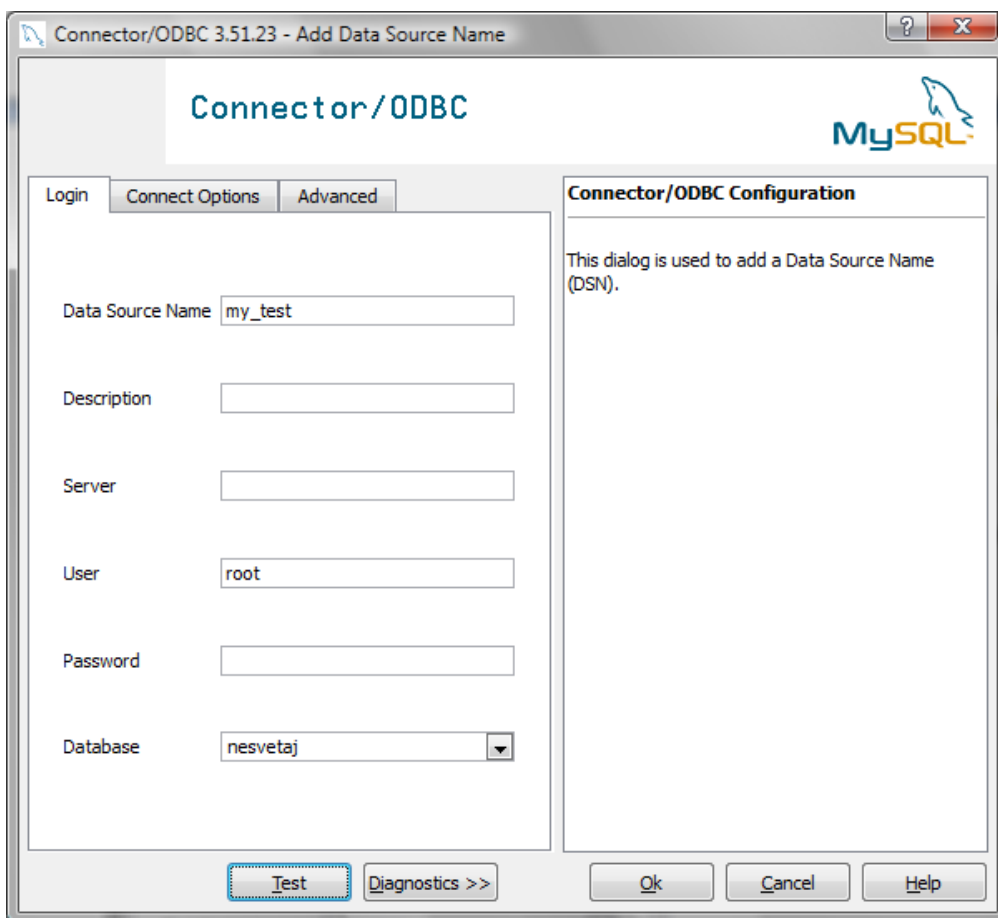 Connector/ODBC 3.51.23 - Add Data Source Name
?
X
Connector/ODBC
MySQL
Login
Connect Options
Advanced
Data Source Name
my_test
Description
Server
User
root
Password
Database
nesvetaj
Connector/ODBC Configuration
This dialog is used to add a Data Source Name
(DSN).
Test
Diagnostics >>
Ok
Cancel
Help